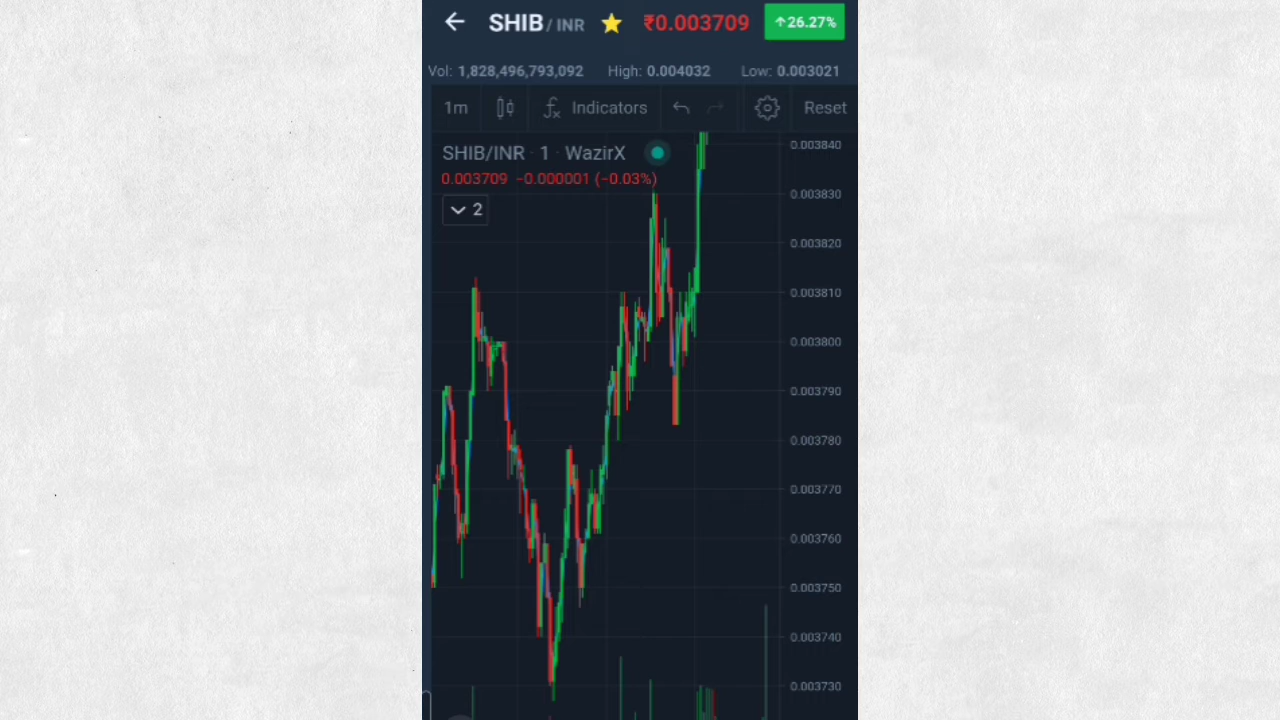 SHIB / INR ₹0.003709 ↑26.27%
Vol: 1,828,496,793,092 High: 0.004032 Low: 0.003021
1m Indicators Reset
SHIB/INR · 1 · WazirX
0.003709 −0.000001 (−0.03%)
2
0.003840
0.003830
0.003820
0.003810
0.003800
0.003790
0.003780
0.003770
0.003760
0.003750
0.003740
0.003730